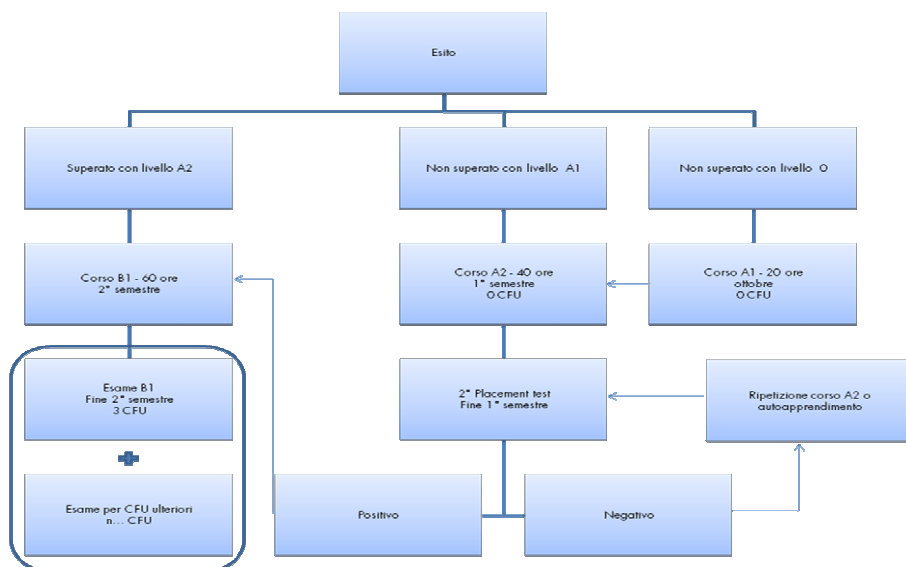 Esito
Superato con livello A2
Non superato con livello A1
Non superato con livello 0
Corso B1 - 60 ore
2° semestre
Corso A2 - 40 ore
1° semestre
0 CFU
Corso A1 - 20 ore
ottobre
0 CFU
Esame B1
Fine 2° semestre
3 CFU
2° Placement test
Fine 1° semestre
Ripetizione corso A2 o
autoapprendimento
Esame per CFU ulteriori
n... CFU
Positivo
Negativo